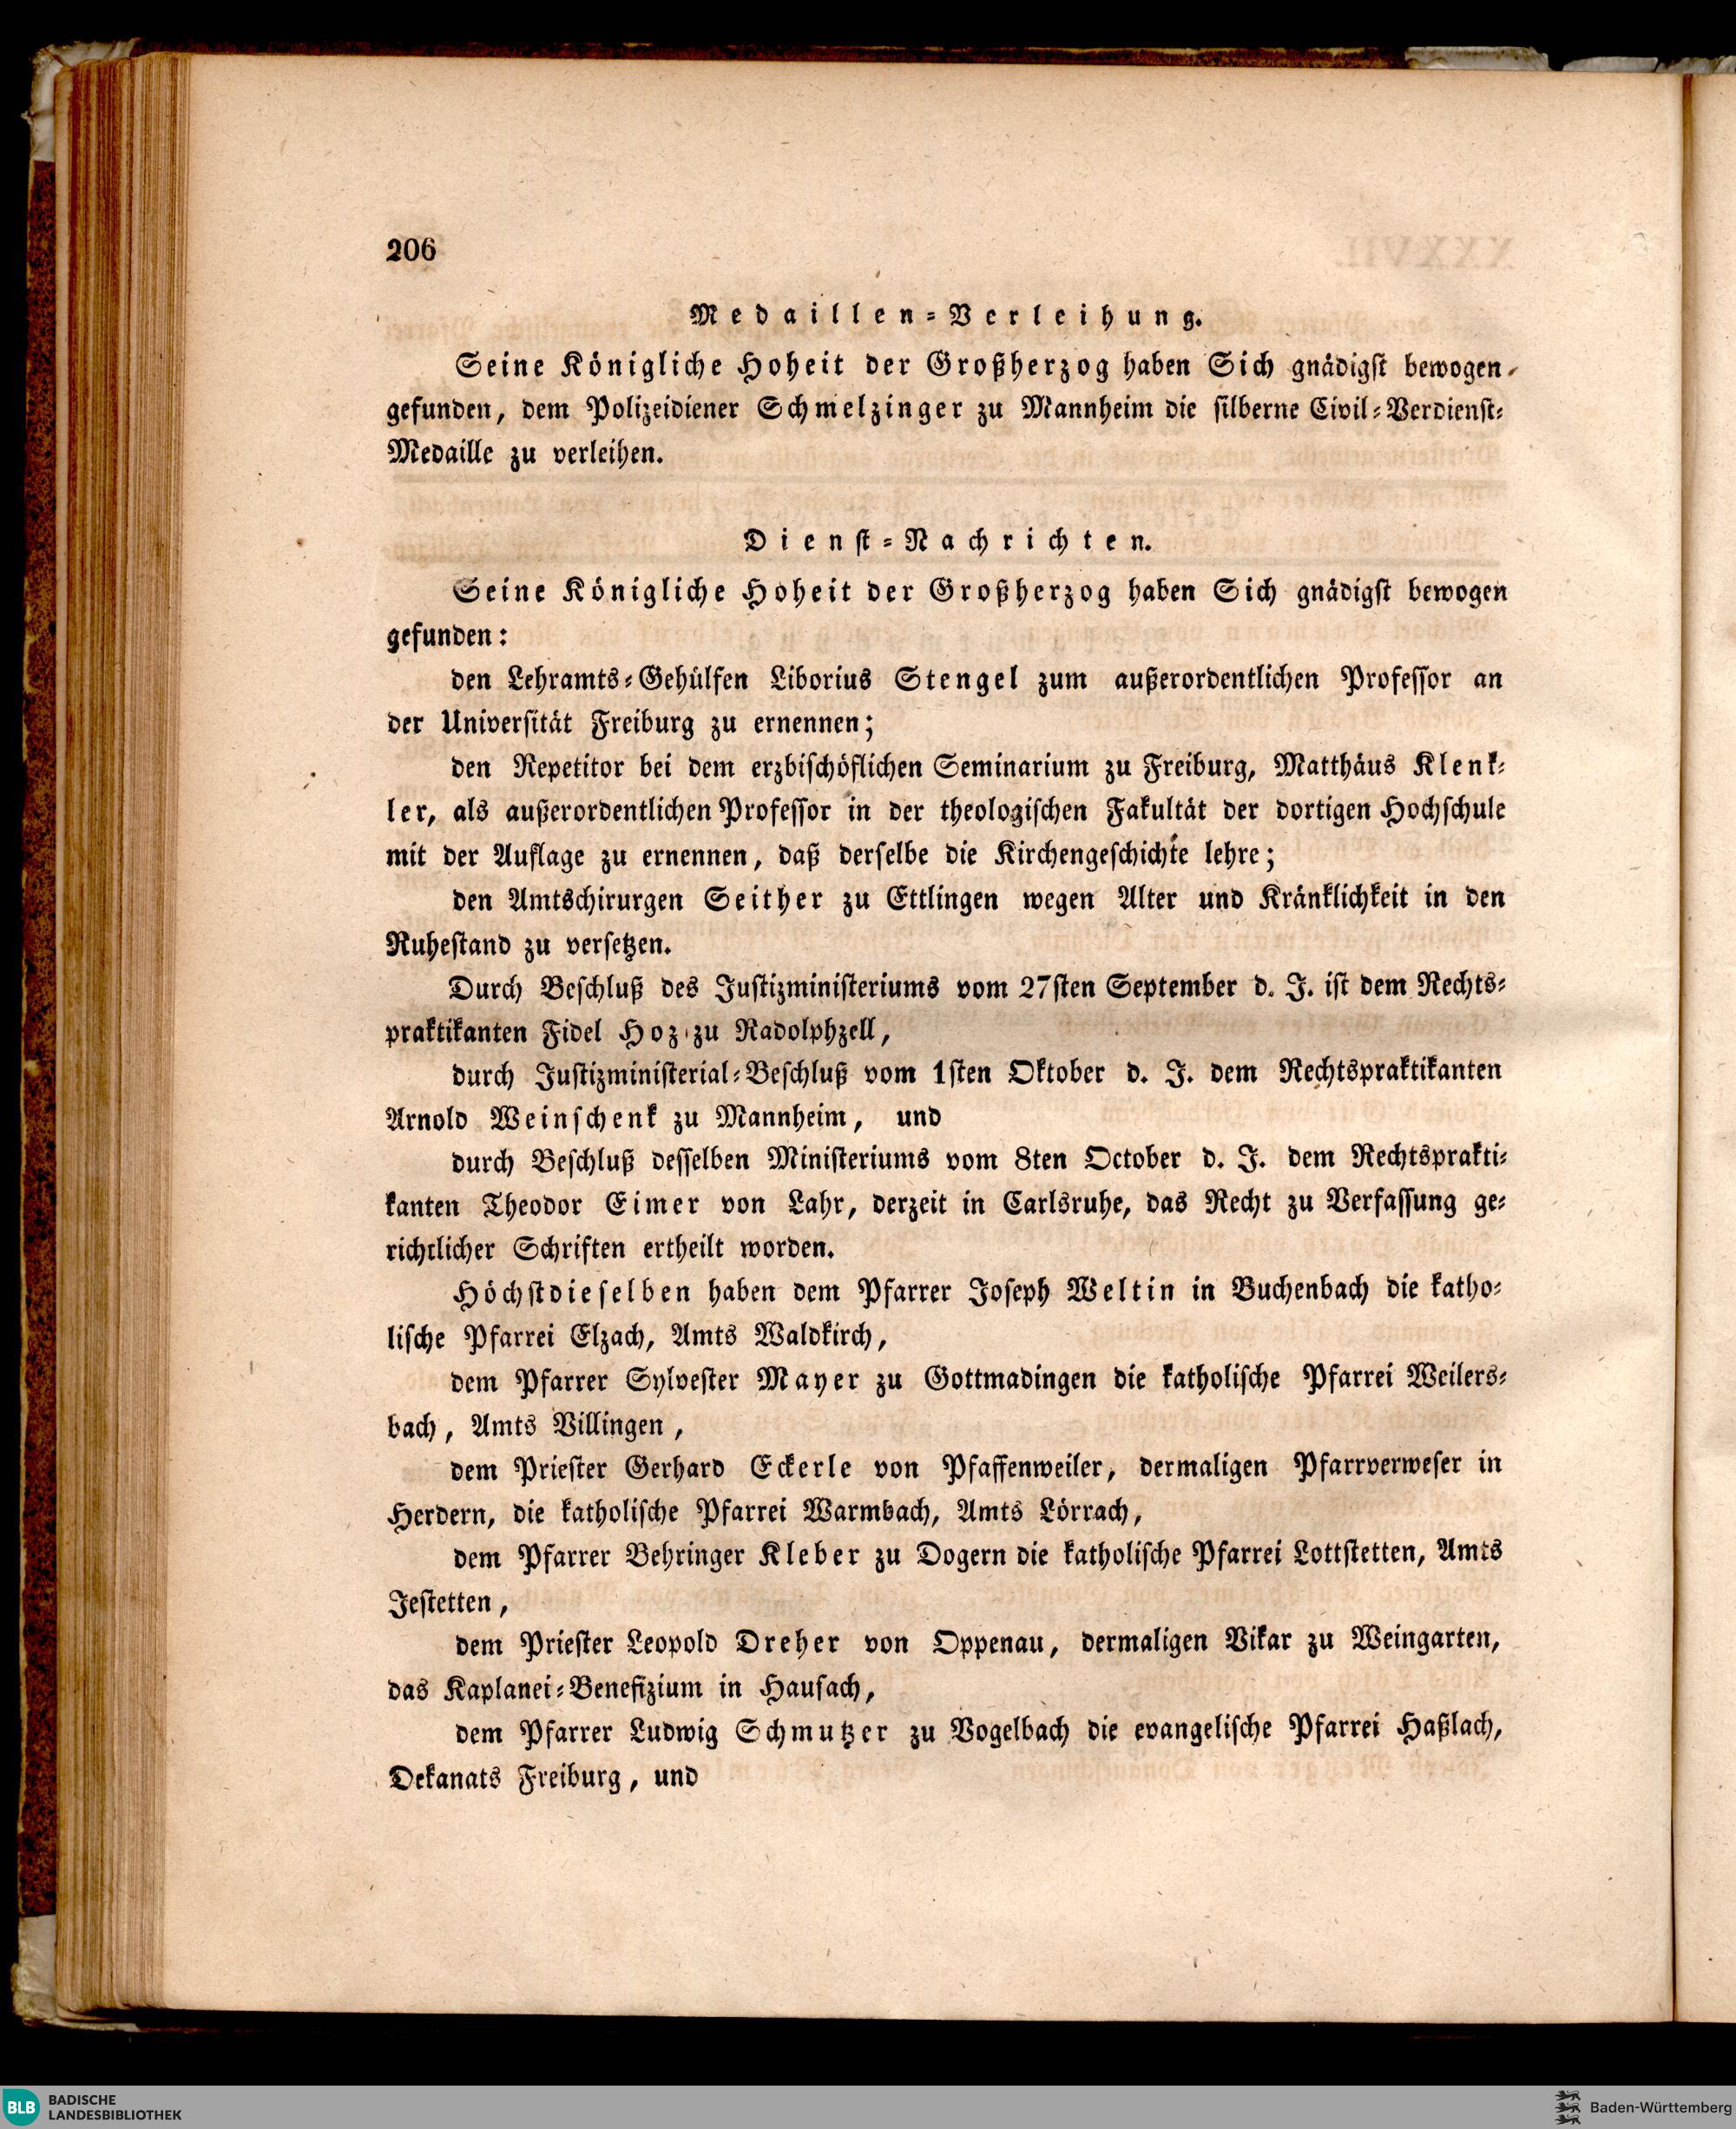 206
Medaillen-Verleihung.
Seine Königliche Hoheit der Großherzog haben Sich gnädigst bewogen
gefunden, dem Polizeidiener Schmelzinger zu Mannheim die silberne Civil-Verdienst-
Medaille zu verleihen.
Dienst-Nachrichten.
Seine Königliche Hoheit der Großherzog haben Sich gnädigst bewogen
gefunden:
den Lehramts-Gehülfen Liborius Stengel zum außerordentlichen Professor an
der Universität Freiburg zu ernennen;
den Repetitor bei dem erzbischöflichen Seminarium zu Freiburg, Matthäus Klenk-
ler, als außerordentlichen Professor in der theologischen Fakultät der dortigen Hochschule
mit der Auflage zu ernennen, daß derselbe die Kirchengeschichte lehre;
den Amtschirurgen Seither zu Ettlingen wegen Alter und Kränklichkeit in den
Ruhestand zu versetzen.
Durch Beschluß des Justizministeriums vom 27sten September d. J. ist dem Rechts-
praktikanten Fidel Hoz zu Radolphzell,
durch Justizministerial-Beschluß vom 1sten Oktober d. J. dem Rechtspraktikanten
Arnold Weinschenk zu Mannheim, und
durch Beschluß desselben Ministeriums vom 8ten October d. J. dem Rechtsprakti-
kanten Theodor Eimer von Lahr, derzeit in Carlsruhe, das Recht zu Verfassung ge-
richtlicher Schriften ertheilt worden.
Höchstdieselben haben dem Pfarrer Joseph Weltin in Buchenbach die katho-
lische Pfarrei Elzach, Amts Waldkirch,
dem Pfarrer Sylvester Mayer zu Gottmadingen die katholische Pfarrei Weilers-
bach, Amts Villingen,
dem Priester Gerhard Eckerle von Pfaffenweiler, dermaligen Pfarrverweser in
Herdern, die katholische Pfarrei Warmbach, Amts Lörrach,
dem Pfarrer Behringer Kleber zu Dogern die katholische Pfarrei Lottstetten, Amts
Jestetten,
dem Priester Leopold Dreher von Oppenau, dermaligen Vikar zu Weingarten,
das Kaplanei-Benefizium in Hausach,
dem Pfarrer Ludwig Schmutzer zu Vogelbach die evangelische Pfarrei Haßlach,
Dekanats Freiburg, und
BLB BADISCHE
LANDESBIBLIOTHEK
Baden-Württemberg